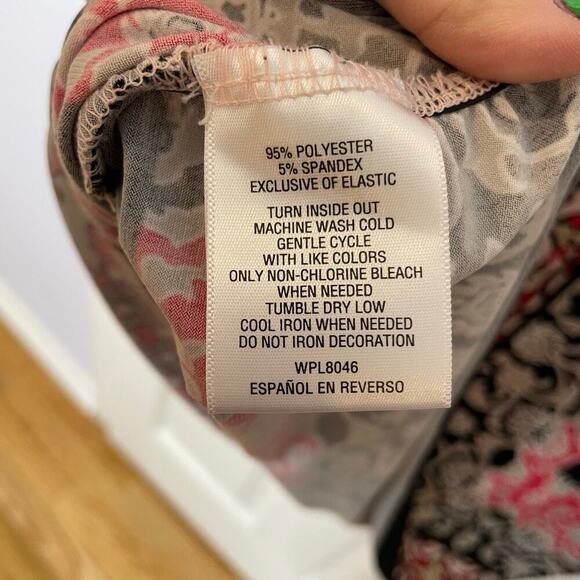 95% POLYESTER
5% SPANDEX
EXCLUSIVE OF ELASTIC
TURN INSIDE OUT
MACHINE WASH COLD
GENTLE CYCLE
WITH LIKE COLORS
ONLY NON-CHLORINE BLEACH
WHEN NEEDED
TUMBLE DRY LOW
COOL IRON WHEN NEEDED
DO NOT IRON DECORATION
WPL8046
ESPAÑOL EN REVERSO